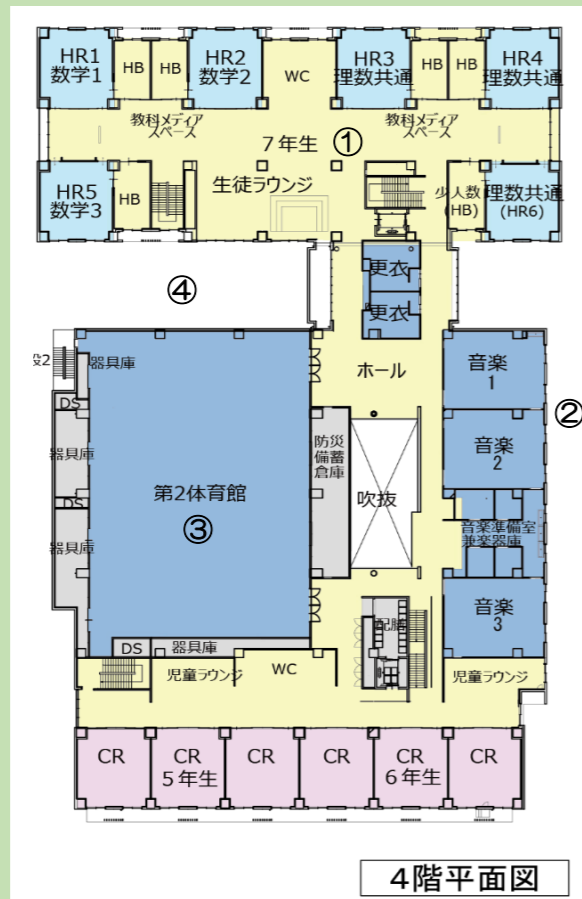 HR1
数学1
HB
HB
HR2
数学2
WC
HR3
理数共通
HB
HB
HR4
理数共通
教科メディア
スペース
7年生
①
教科メディア
スペース
HR5
数学3
HB
生徒ラウンジ
少人数
(HB)
理数共通
(HR6)
④
更衣
更衣
ホール
設2
器具庫
DS
器具庫
DS
器具庫
第2体育館
③
防災
備蓄
倉庫
吹抜
音楽
1
②
音楽
2
音楽準備室
兼楽器庫
音楽
3
配膳
DS
器具庫
児童ラウンジ
WC
児童ラウンジ
CR
CR
5年生
CR
CR
CR
6年生
CR
4階平面図